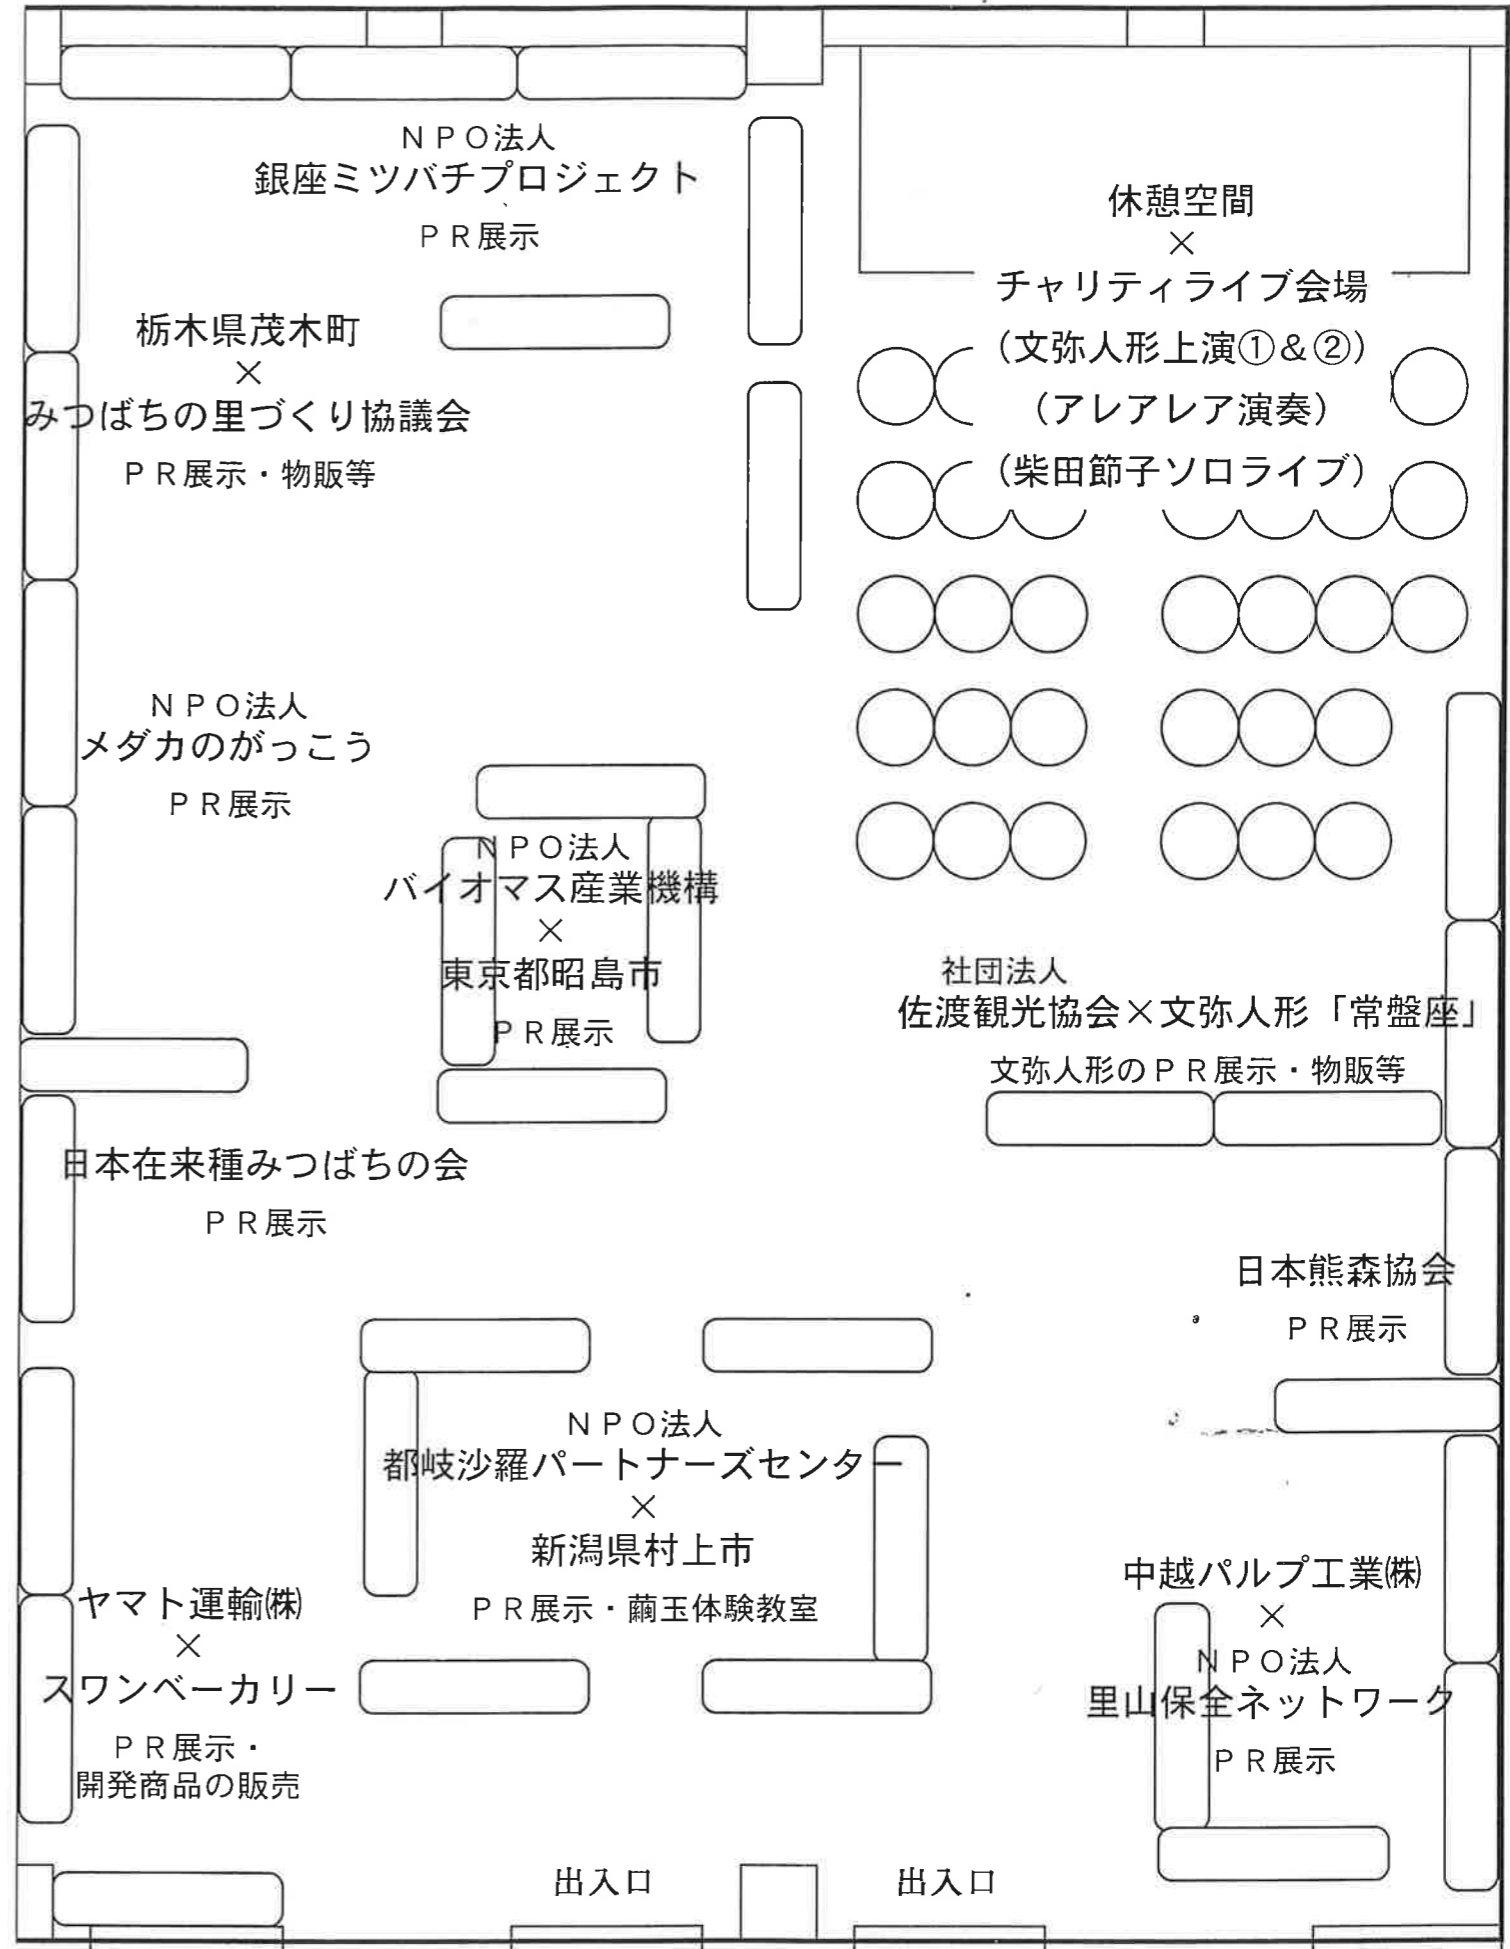 NPO法人
銀座ミツバチプロジェクト
PR展示
栃木県茂木町
×
みつばちの里づくり協議会
PR展示・物販等
休憩空間
×
チャリティライブ会場
（文弥人形上演①＆②）
（アレアレア演奏）
（柴田節子ソロライブ）
NPO法人
メダカのがっこう
PR展示
NPO法人
バイオマス産業機構
×
東京都昭島市
PR展示
社団法人
佐渡観光協会×文弥人形「常盤座」
文弥人形のPR展示・物販等
日本在来種みつばちの会
PR展示
日本熊森協会
PR展示
NPO法人
都岐沙羅パートナーズセンター
×
新潟県村上市
PR展示・繭玉体験教室
ヤマト運輸㈱
×
スワンベーカリー
PR展示・
開発商品の販売
中越パルプ工業㈱
×
NPO法人
里山保全ネットワーク
PR展示
出入口
出入口